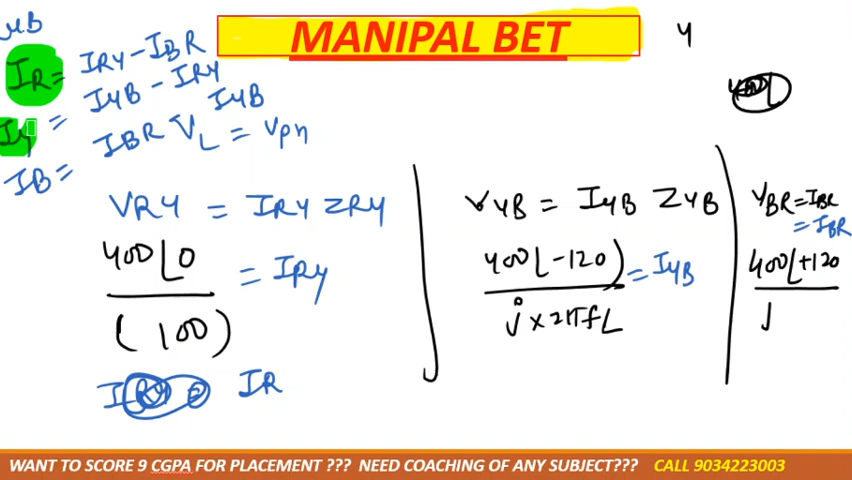 MANIPAL BET
IR = IRY - IBR
IY = IYB - IRY
IB = IBR IYB
VL = Vph
VRY = IRY ZRY
400∠0
(100)
= IRY
IRY = IR
VYB = IYB ZYB
400∠-120)
j x 2πfL
= IYB
VBR = IBR
= IBR
400∠+120
j
Y
WANT TO SCORE 9 CGPA FOR PLACEMENT ??? NEED COACHING OF ANY SUBJECT??? CALL 9034223003